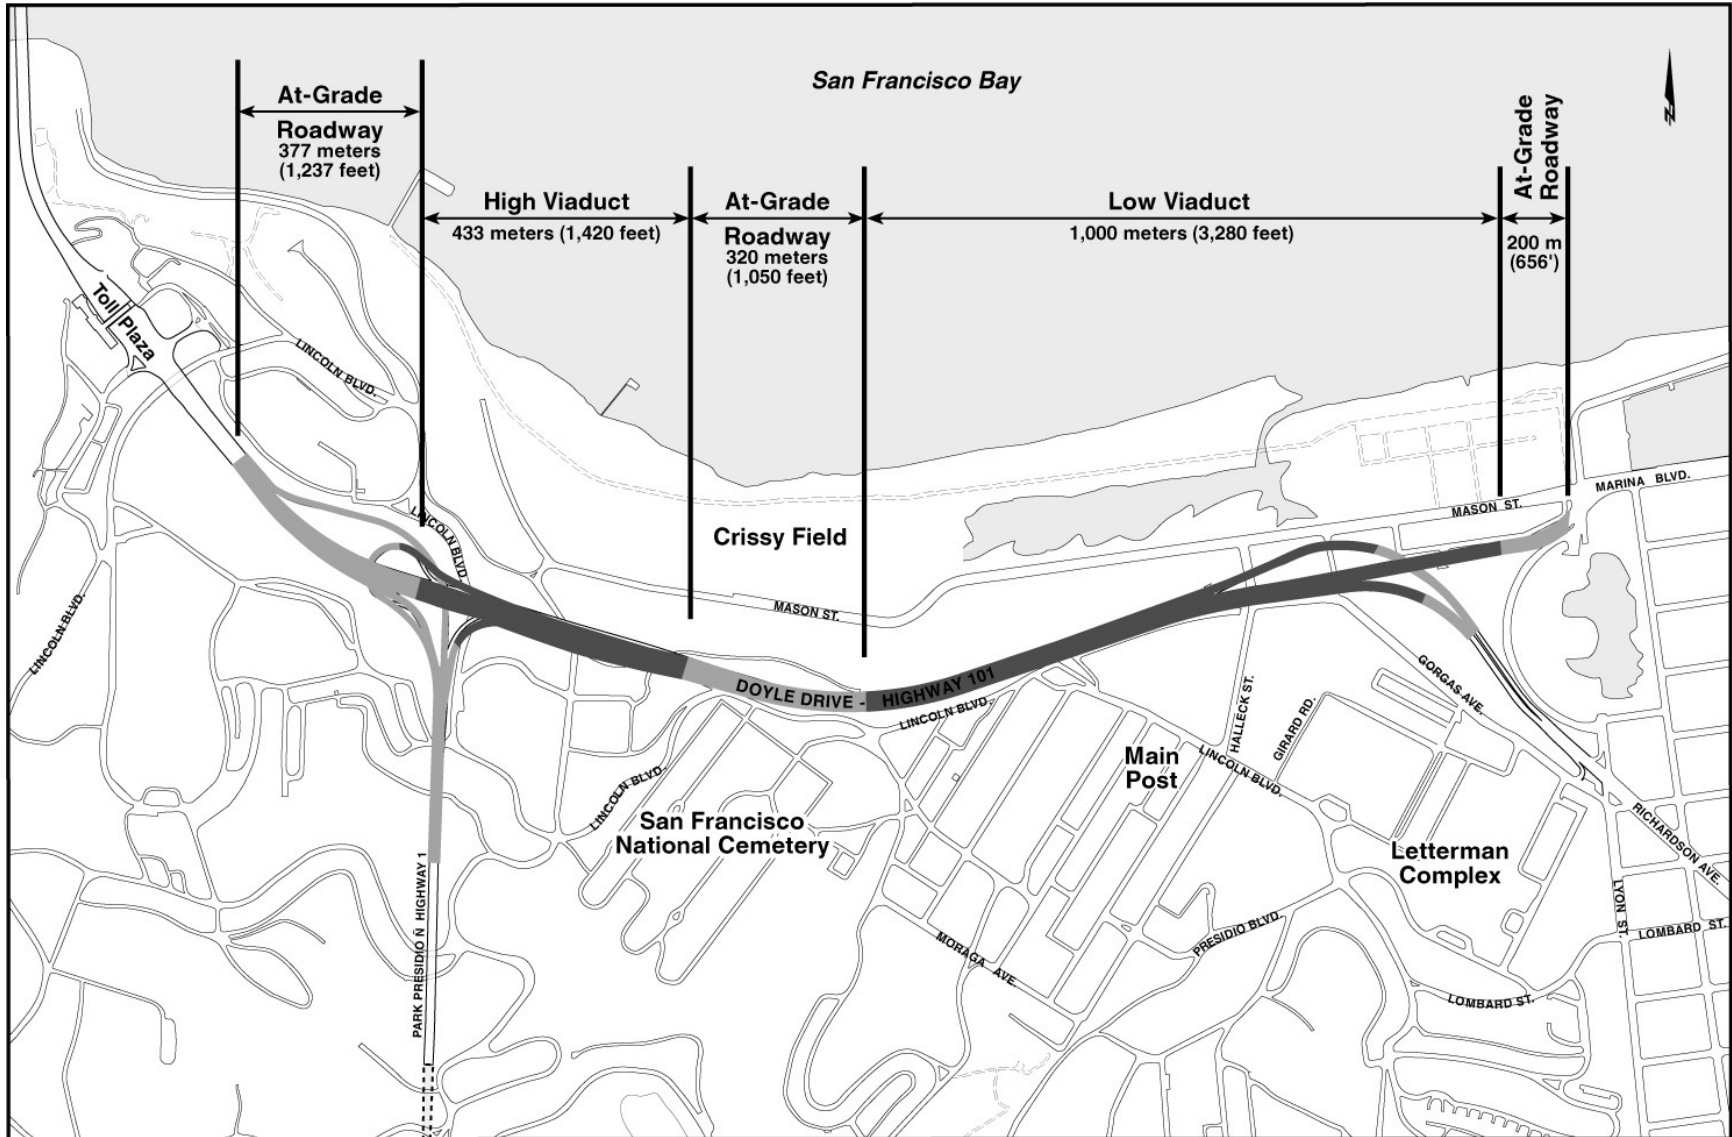 San Francisco Bay
N
At-Grade
Roadway
377 meters
(1,237 feet)
High Viaduct
433 meters (1,420 feet)
At-Grade
Roadway
320 meters
(1,050 feet)
Low Viaduct
1,000 meters (3,280 feet)
At-Grade
Roadway
200 m
(656')
Toll
Plaza
LINCOLN BLVD.
LINCOLN BLVD.
LINCOLN BLVD.
MARINA BLVD.
MASON ST.
Crissy Field
MASON ST.
DOYLE DRIVE - HIGHWAY 101
LINCOLN BLVD.
GORGAS AVE.
HALLECK ST.
GIRARD RD.
Main
Post
LINCOLN BLVD.
LINCOLN BLVD.
San Francisco
National Cemetery
Letterman
Complex
RICHARDSON AVE.
PARK PRESIDIO Ñ HIGHWAY 1
MORAGA AVE.
PRESIDIO BLVD.
LYON ST.
LOMBARD ST.
LOMBARD ST.